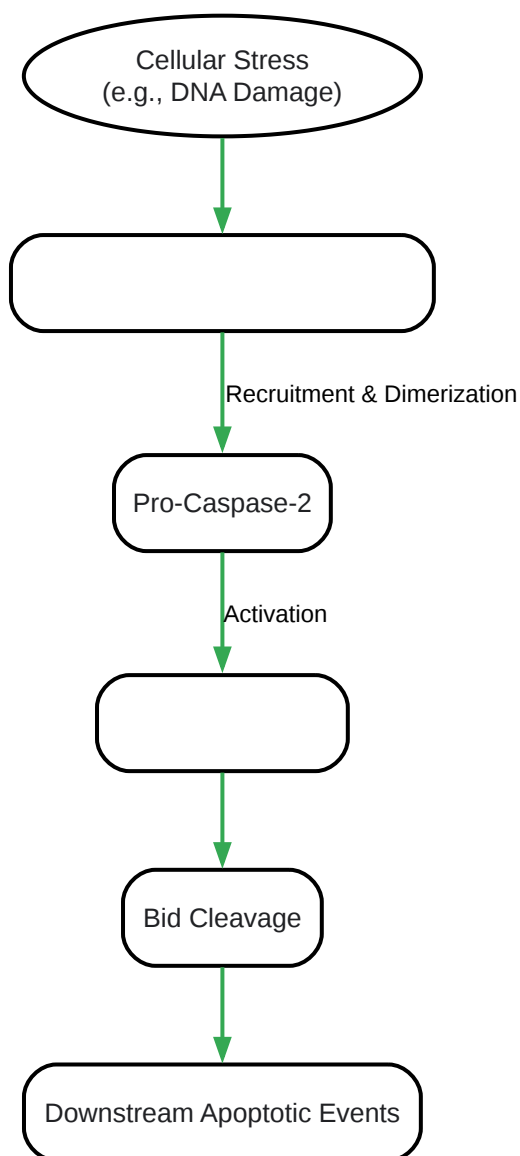 Cellular Stress
(e.g., DNA Damage)
Recruitment & Dimerization
Pro-Caspase-2
Activation
Bid Cleavage
Downstream Apoptotic Events